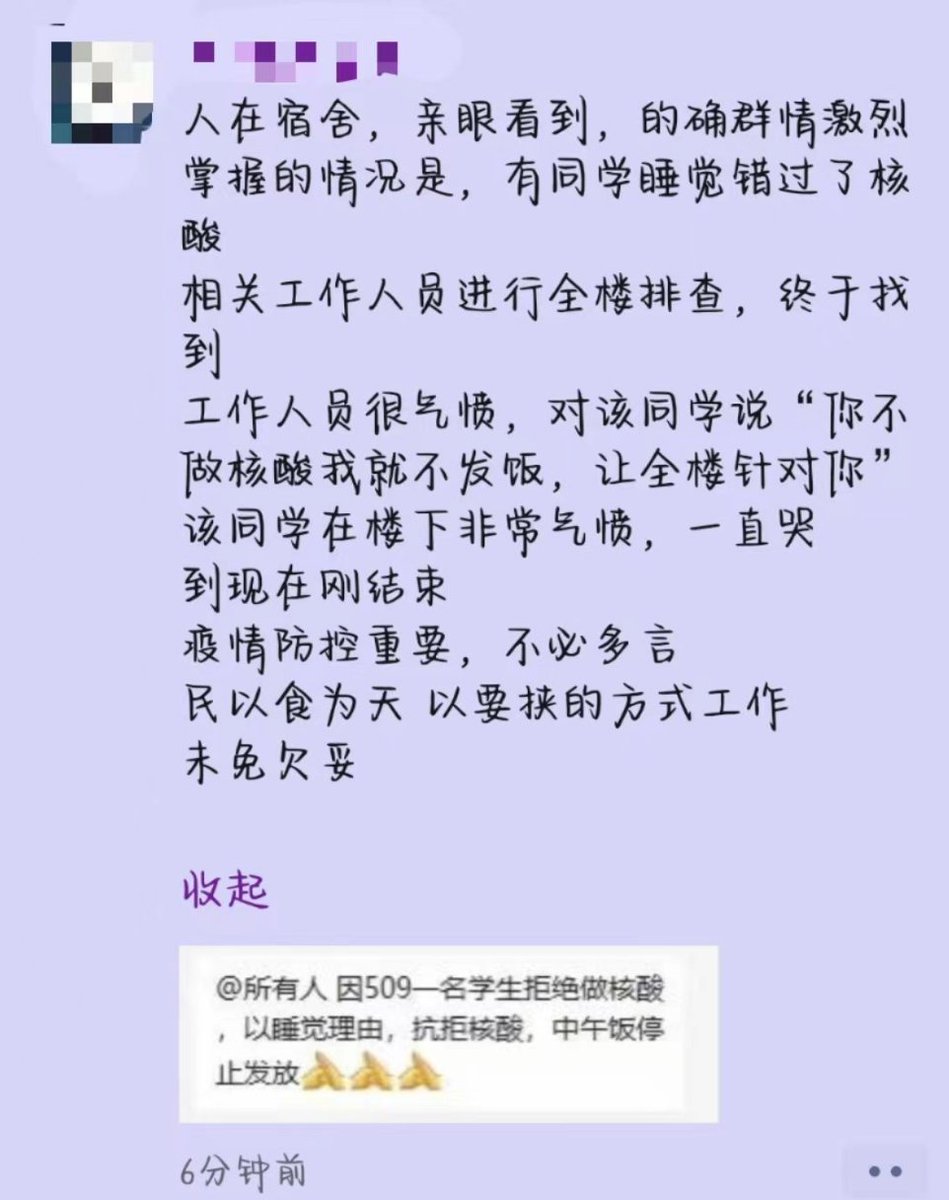 人在宿舍，亲眼看到，的确群情激烈
掌握的情况是，有同学睡觉错过了核
酸
相关工作人员进行全楼排查，终于找
到
工作人员很气愤，对该同学说“你不
做核酸我就不发饭，让全楼针对你”
该同学在楼下非常气愤，一直哭
到现在刚结束
疫情防控重要，不必多言
民以食为天 以要挟的方式工作
未免欠妥
收起
@所有人 因509一名学生拒绝做核酸
，以睡觉理由，抗拒核酸，中午饭停
止发放🙏🙏🙏
6分钟前